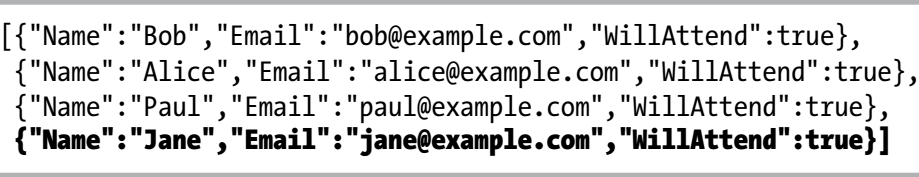 [{"Name":"Bob","Email":"bob@example.com","WillAttend":true},
{"Name":"Alice","Email":"alice@example.com","WillAttend":true},
{"Name":"Paul","Email":"paul@example.com","WillAttend":true},
{"Name":"Jane","Email":"jane@example.com","WillAttend":true}]